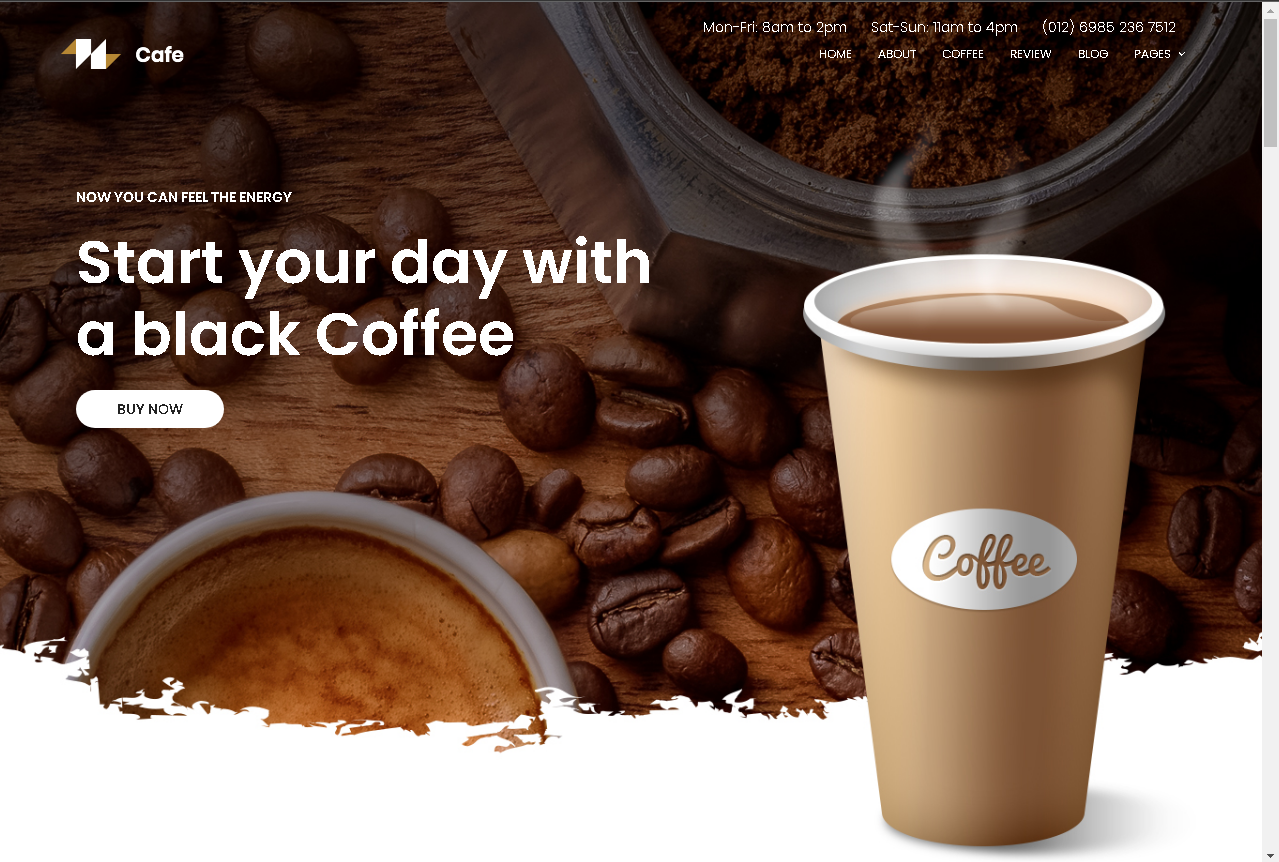 Mon-Fri: 8am to 2pm Sat-Sun: 11am to 4pm (012) 6985 236 7512
Cafe
HOME ABOUT COFFEE REVIEW BLOG PAGES
NOW YOU CAN FEEL THE ENERGY
Start your day with
a black Coffee
BUY NOW
Coffee